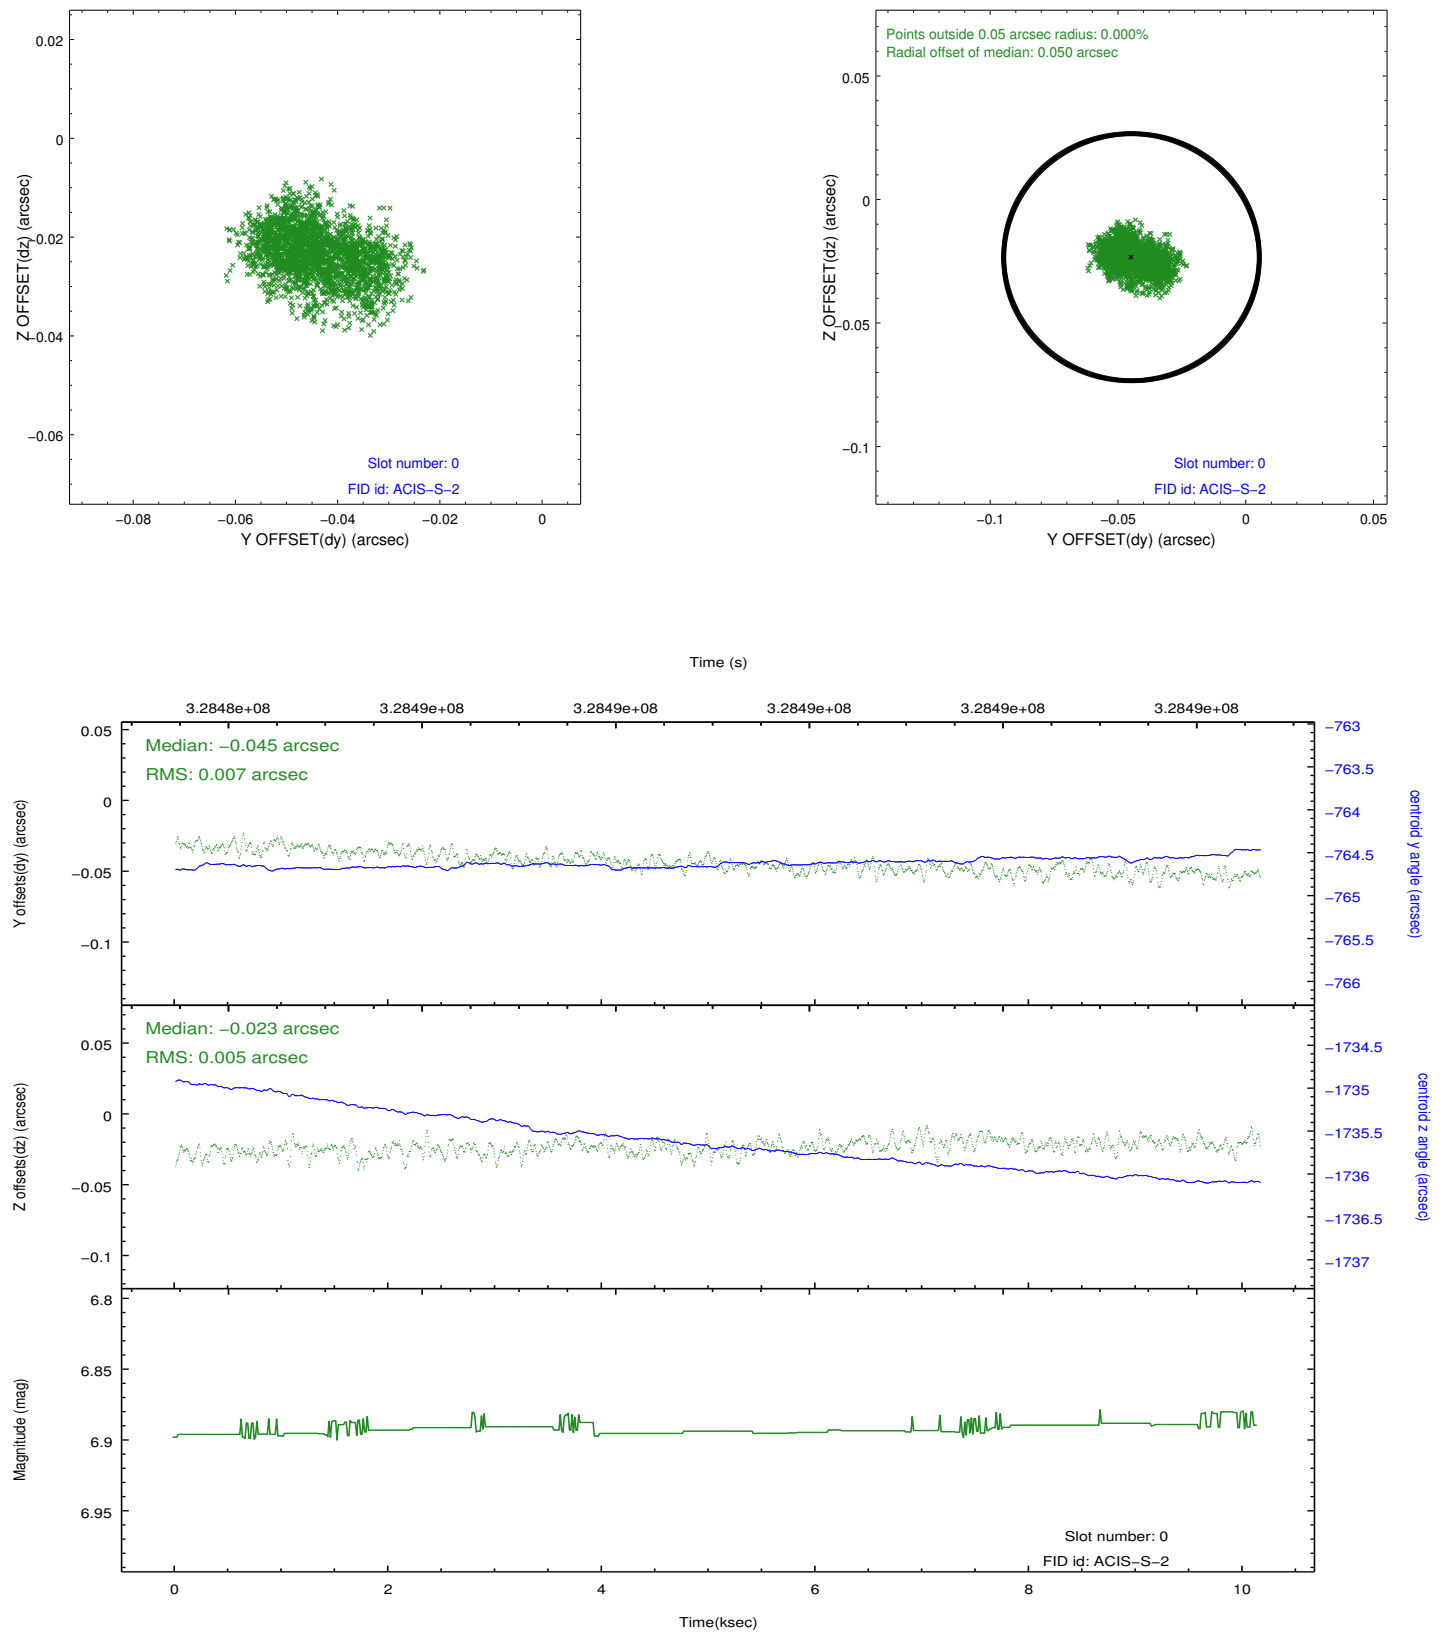 0.02
0
−0.02
−0.04
−0.06
Z OFFSET(dz) (arcsec)
Slot number: 0
FID id: ACIS−S−2
−0.08
−0.06
−0.04
−0.02
0
Y OFFSET(dy) (arcsec)
Points outside 0.05 arcsec radius: 0.000%
Radial offset of median: 0.050 arcsec
0.05
0
−0.05
−0.1
Z OFFSET(dz) (arcsec)
Slot number: 0
FID id: ACIS−S−2
−0.1
−0.05
0
0.05
Y OFFSET(dy) (arcsec)
Time (s)
3.2848e+08
3.2849e+08
3.2849e+08
3.2849e+08
3.2849e+08
3.2849e+08
Median: −0.045 arcsec
RMS: 0.007 arcsec
0.05
0
−0.05
−0.1
Y offsets(dy) (arcsec)
−763
−763.5
−764
−764.5
−765
−765.5
−766
centroid y angle (arcsec)
Median: −0.023 arcsec
RMS: 0.005 arcsec
0.05
0
−0.05
−0.1
Z offsets(dz) (arcsec)
−1734.5
−1735
−1735.5
−1736
−1736.5
−1737
centroid z angle (arcsec)
6.8
6.85
6.9
6.95
Magnitude (mag)
Slot number: 0
FID id: ACIS−S−2
0
2
4
6
8
10
Time(ksec)